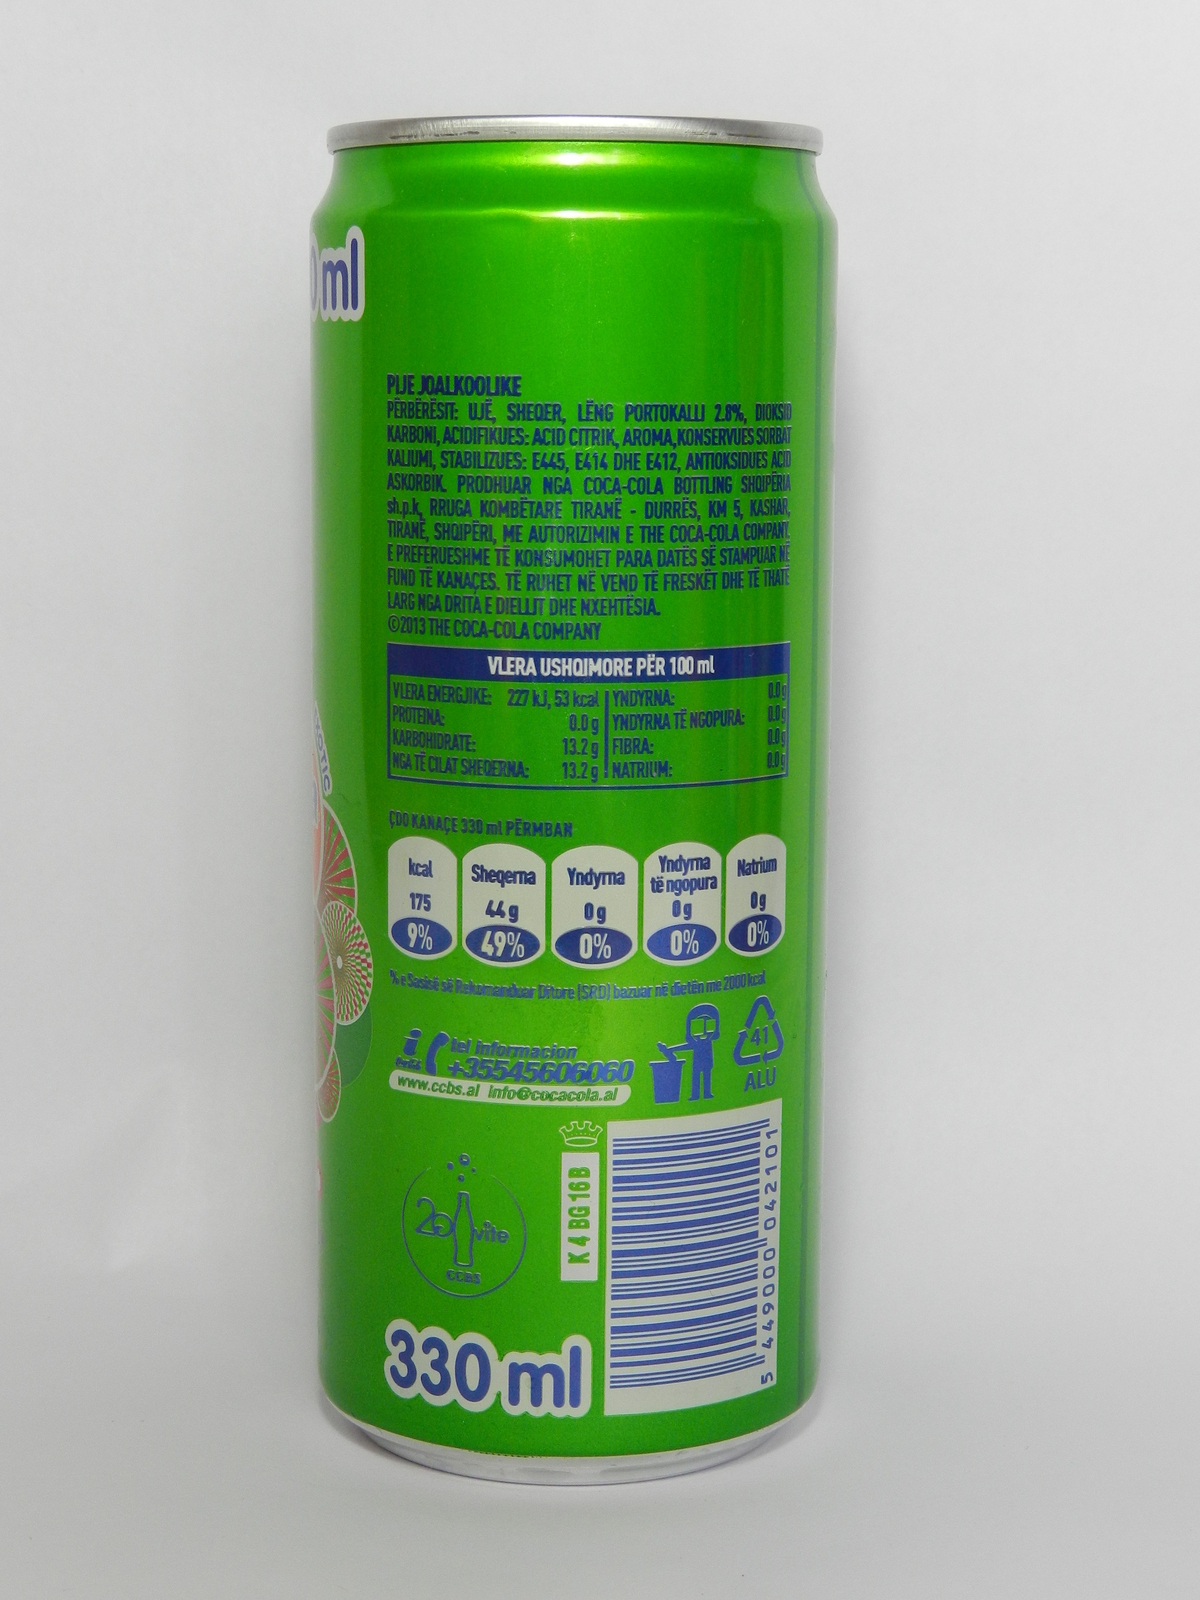 0 ml
PIJE JOALKOOLIKE
PËRBËRËSIT: UJË, SHEQER, LËNG PORTOKALLI 2.8%, DIOKSID
KARBONI, ACIDIFIKUES: ACID CITRIK, AROMA, KONSERVUES SORBAT
KALIUMI, STABILIZUES: E445, E414 DHE E412, ANTIOKSIDUES ACID
ASKORBIK. PRODHUAR NGA COCA-COLA BOTTLING SHQIPËRIA
sh.p.k, RRUGA KOMBËTARE TIRANË - DURRËS, KM 5, KASHAR,
TIRANË, SHQIPËRI, ME AUTORIZIMIN E THE COCA-COLA COMPANY.
E PREFERUESHME TË KONSUMOHET PARA DATËS SË STAMPUAR NË
FUND TË KANAÇES. TË RUHET NË VEND TË FRESKËT DHE TË THATË
LARG NGA DRITA E DIELLIT DHE NXEHTËSIA.
©2013 THE COCA-COLA COMPANY
VLERA USHQIMORE PËR 100 ml
VLERA ENERGJIKE: 227 kJ, 53 kcal YNDYRNA: 0.0 g
PROTEINA: 0.0 g YNDYRNA TË NGOPURA: 0.0 g
KARBOHIDRATE: 13.2 g FIBRA: 0.0 g
NGA TË CILAT SHEQERNA: 13.2 g NATRIUM: 0.0 g
ÇDO KANAÇE 330 ml PËRMBAN
kcal Sheqerna Yndyrna Yndyrna të ngopura Natrium
175 44 g 0 g 0 g 0 g
9% 49% 0% 0% 0%
% e Sasisë së Rekomanduar Ditore (SRD) bazuar në dietën me 2000 kcal
EXOTIC
tel informacion
+35545606060
www.ccbs.al info@cocacola.al
41
ALU
K 4 BG 16 B
20 vite
CCBS
5 449000 042101
330 ml